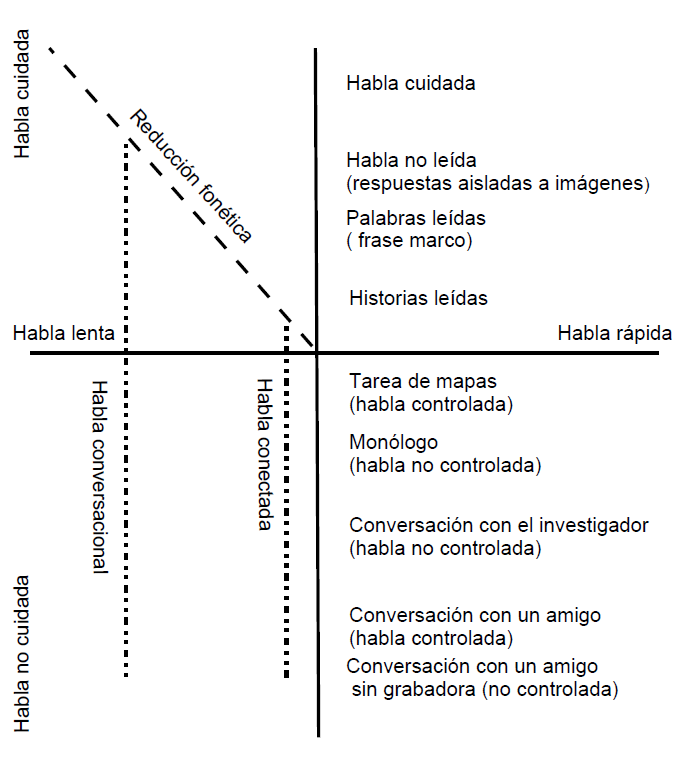 Habla cuidada
Reducción fonética
Habla cuidada
Habla no leída
(respuestas aisladas a imágenes)
Palabras leídas
( frase marco)
Historias leídas
Habla lenta
Habla rápida
Habla conversacional
Habla conectada
Tarea de mapas
(habla controlada)
Monólogo
(habla no controlada)
Conversación con el investigador
(habla no controlada)
Habla no cuidada
Conversación con un amigo
(habla controlada)
Conversación con un amigo
sin grabadora (no controlada)